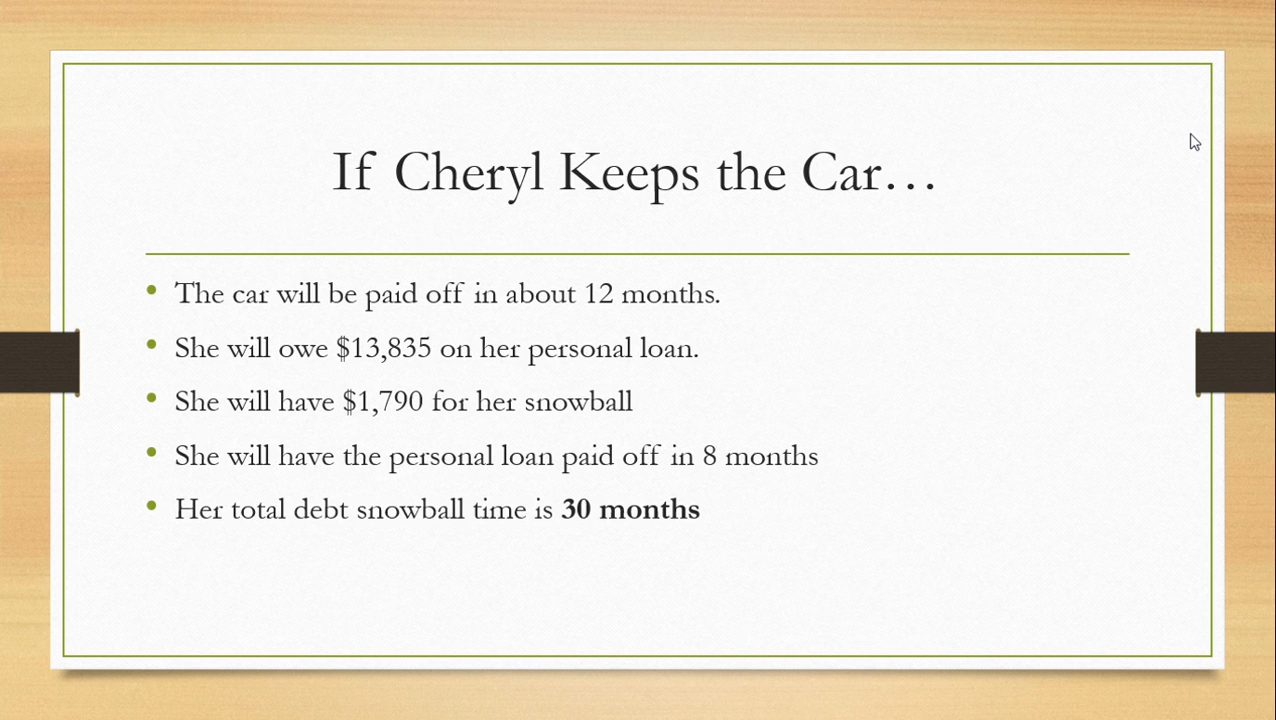 If Cheryl Keeps the Car…
• The car will be paid off in about 12 months.
• She will owe $13,835 on her personal loan.
• She will have $1,790 for her snowball
• She will have the personal loan paid off in 8 months
• Her total debt snowball time is 30 months